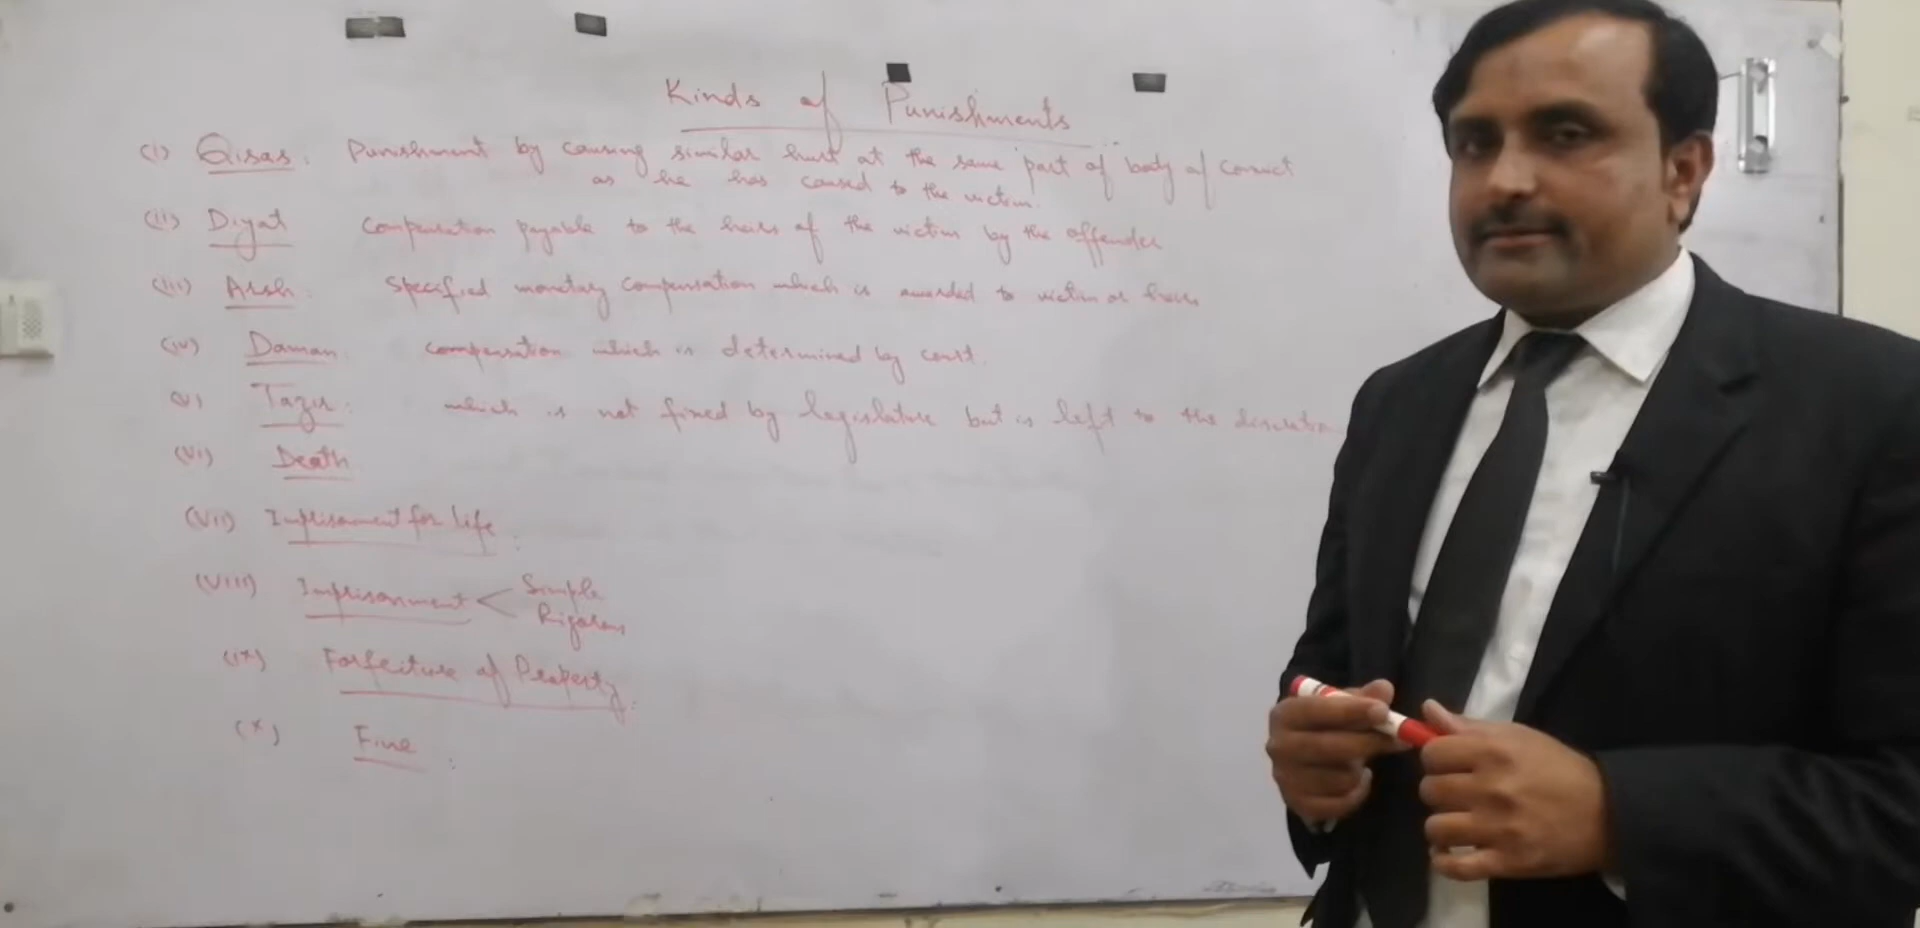 Kinds of Punishments
(i) Qisas: Punishment by causing similar hurt at the same part of body of convict
as he has caused to the victim.
(ii) Diyat Compensation payable to the heirs of the victim by the offender
(iii) Arsh: Specified monetary compensation which is awarded to victim or heirs
(iv) Daman: compensation which is determined by court.
(v) Tazir: which is not fixed by legislature but is left to the
(vi) Death
(vii) Imprisonment for life.
(viii) Imprisonment < Simple
Rigorous
(ix) Forfeiture of Property.
(x) Fine.